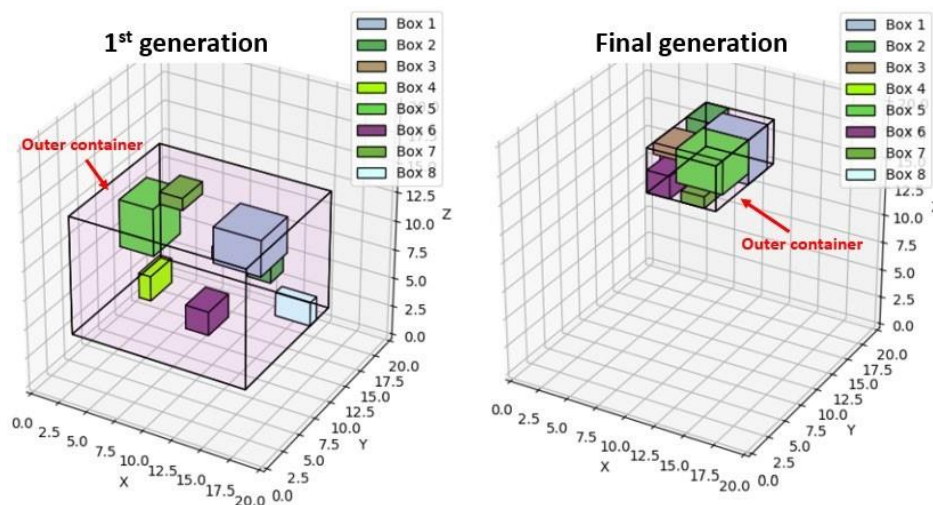 1st generation
Box 1
Box 2
Box 3
Box 4
Box 5
Box 6
Box 7
Box 8
Outer container
Z
12.5
10.0
7.5
5.0
2.5
0.0
20.0
17.5
15.0
12.5
10.0
7.5
5.0
2.5
0.0
Y
0.0
2.5
5.0
7.5
10.0
12.5
15.0
17.5
20.0
X
Final generation
Box 1
Box 2
Box 3
Box 4
Box 5
Box 6
Box 7
Box 8
Outer container
12.5
10.0
7.5
5.0
2.5
0.0
20.0
17.5
15.0
12.5
10.0
7.5
5.0
2.5
0.0
Y
0.0
2.5
5.0
7.5
10.0
12.5
15.0
17.5
20.0
X